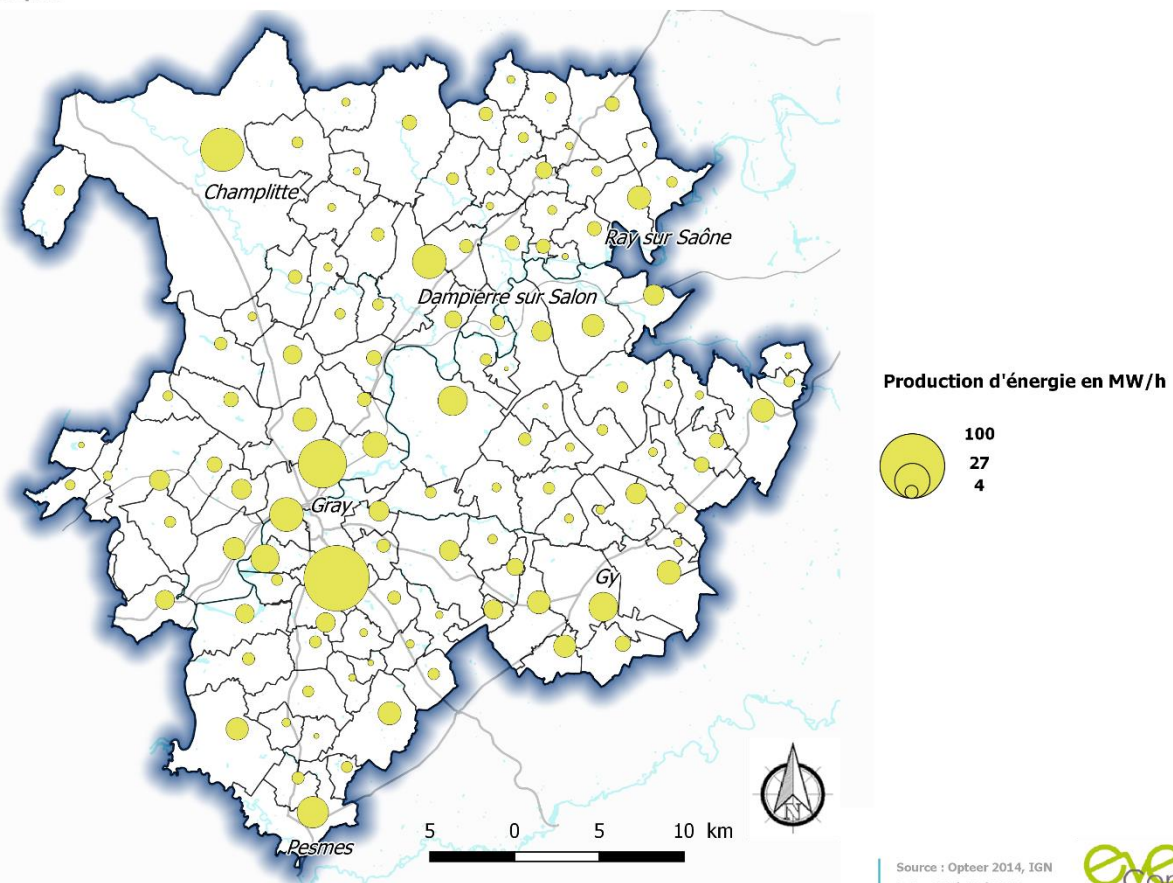 Champlitte
Ray sur Saône
Dampierre sur Salon
Production d'énergie en MW/h
100
27
4
Gray
Gy
N
5 0 5 10 km
Pesmes
Source : Opteer 2014, IGN